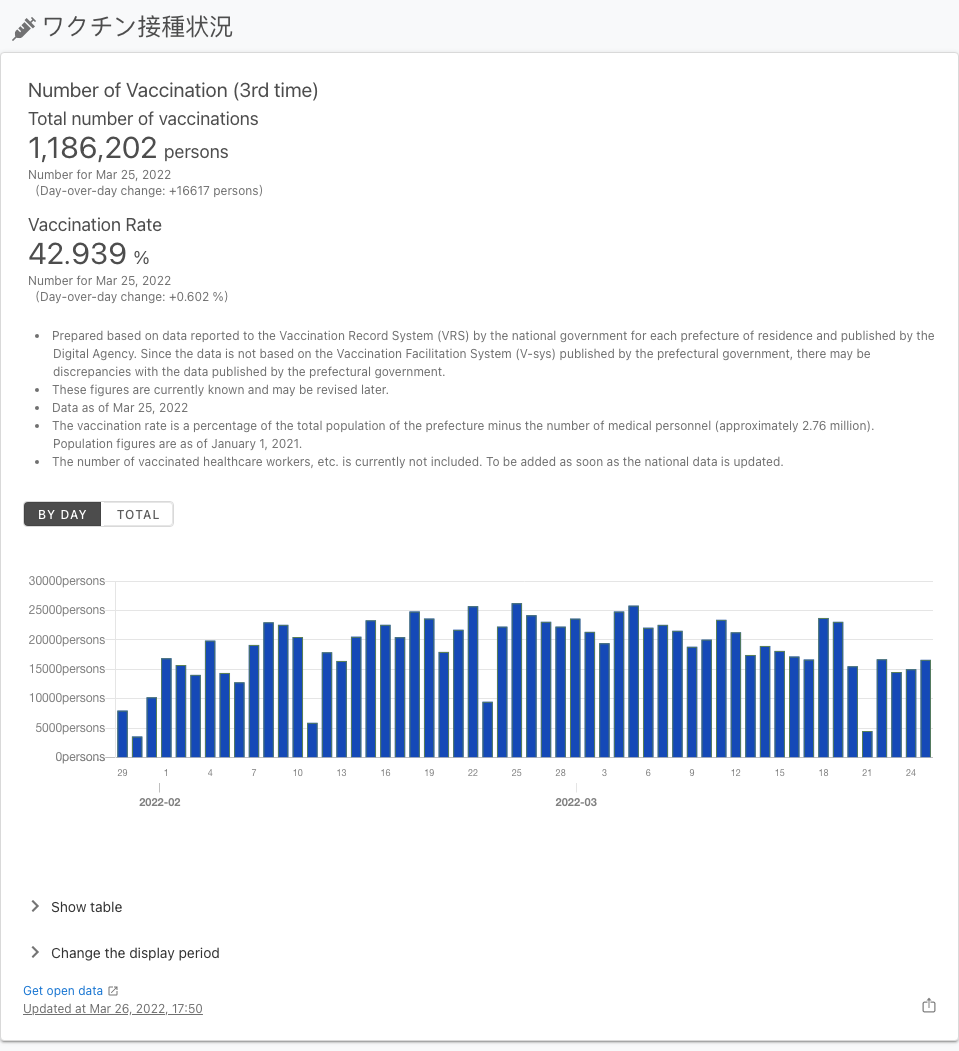 ワクチン接種状況
Number of Vaccination (3rd time)
Total number of vaccinations
1,186,202 persons
Number for Mar 25, 2022
(Day-over-day change: +16617 persons)
Vaccination Rate
42.939 %
Number for Mar 25, 2022
(Day-over-day change: +0.602 %)
• Prepared based on data reported to the Vaccination Record System (VRS) by the national government for each prefecture of residence and published by the
Digital Agency. Since the data is not based on the Vaccination Facilitation System (V-sys) published by the prefectural government, there may be
discrepancies with the data published by the prefectural government.
• These figures are currently known and may be revised later.
• Data as of Mar 25, 2022
• The vaccination rate is a percentage of the total population of the prefecture minus the number of medical personnel (approximately 2.76 million).
Population figures are as of January 1, 2021.
• The number of vaccinated healthcare workers, etc. is currently not included. To be added as soon as the national data is updated.
BY DAY TOTAL
30000persons
25000persons
20000persons
15000persons
10000persons
5000persons
0persons
29 1 4 7 10 13 16 19 22 25 28 3 6 9 12 15 18 21 24
2022-02 2022-03
Show table
Change the display period
Get open data
Updated at Mar 26, 2022, 17:50